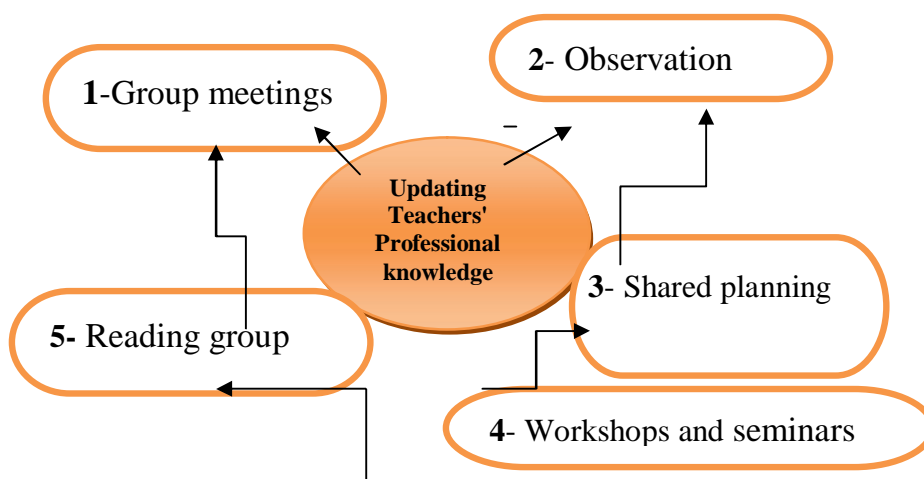 1-Group meetings
2- Observation
Updating
Teachers'
Professional
knowledge
3- Shared planning
5- Reading group
4- Workshops and seminars